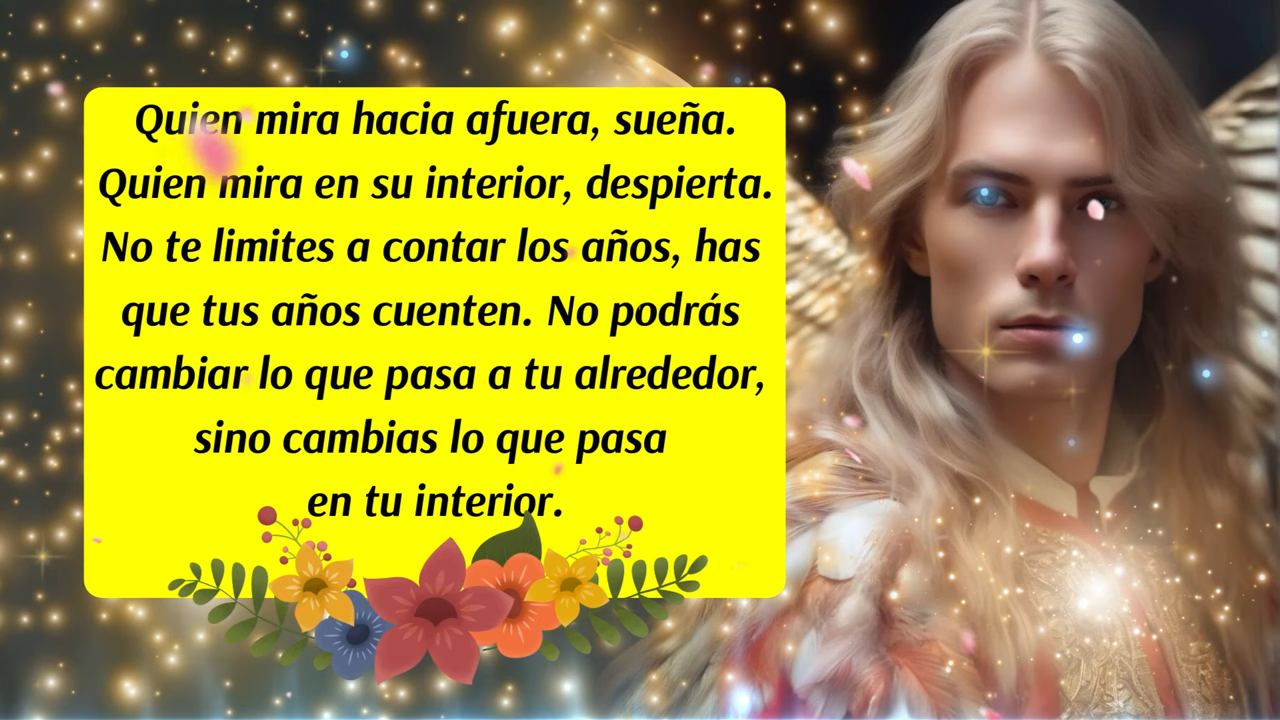 Quien mira hacia afuera, sueña.
Quien mira en su interior, despierta.
No te limites a contar los años, has
que tus años cuenten. No podrás
cambiar lo que pasa a tu alrededor,
sino cambias lo que pasa
en tu interior.